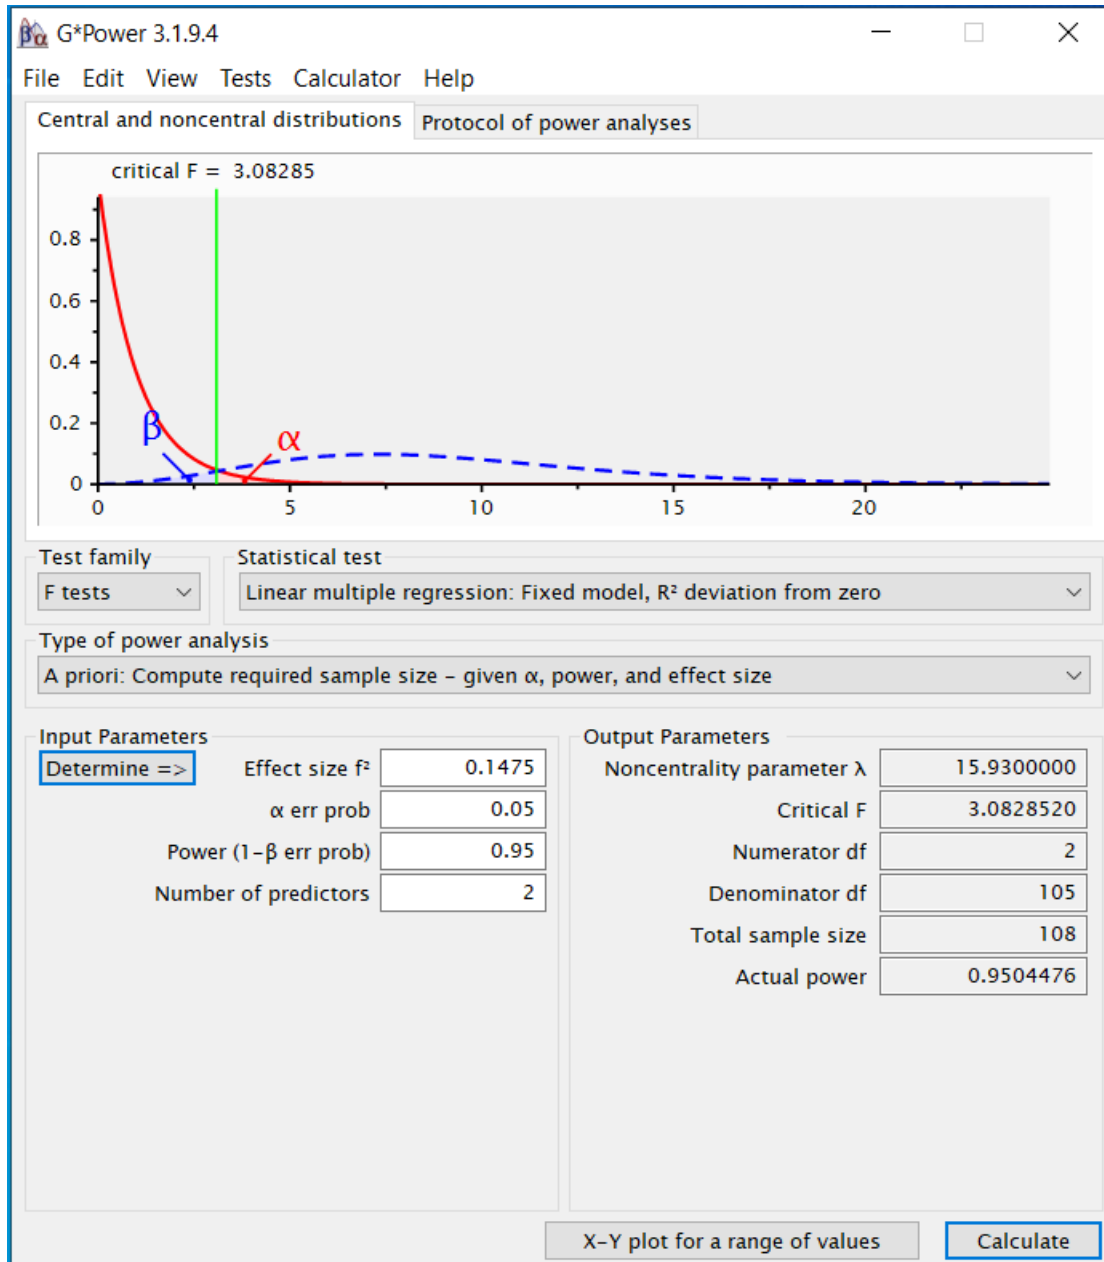 G*Power 3.1.9.4
File Edit View Tests Calculator Help
Central and noncentral distributions Protocol of power analyses
critical F = 3.08285
0.8
0.6
0.4
0.2
β α
0
0 5 10 15 20
Test family Statistical test
F tests Linear multiple regression: Fixed model, R² deviation from zero
Type of power analysis
A priori: Compute required sample size – given α, power, and effect size
Input Parameters Output Parameters
Determine => Effect size f² 0.1475 Noncentrality parameter λ 15.9300000
α err prob 0.05 Critical F 3.0828520
Power (1–β err prob) 0.95 Numerator df 2
Number of predictors 2 Denominator df 105
Total sample size 108
Actual power 0.9504476
X–Y plot for a range of values Calculate